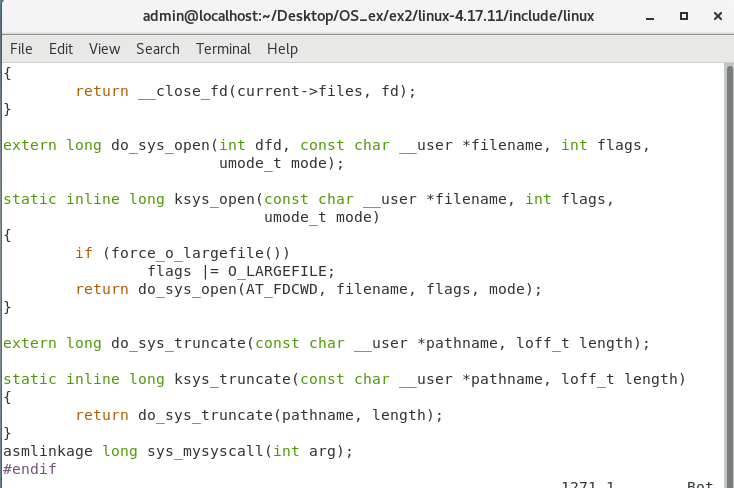 admin@localhost:~/Desktop/OS_ex/ex2/linux-4.17.11/include/linux
File Edit View Search Terminal Help
{
        return __close_fd(current->files, fd);
}

extern long do_sys_open(int dfd, const char __user *filename, int flags,
                        umode_t mode);

static inline long ksys_open(const char __user *filename, int flags,
                             umode_t mode)
{
        if (force_o_largefile())
                flags |= O_LARGEFILE;
        return do_sys_open(AT_FDCWD, filename, flags, mode);
}

extern long do_sys_truncate(const char __user *pathname, loff_t length);

static inline long ksys_truncate(const char __user *pathname, loff_t length)
{
        return do_sys_truncate(pathname, length);
}
asmlinkage long sys_mysyscall(int arg);
#endif
1271,1 Bot